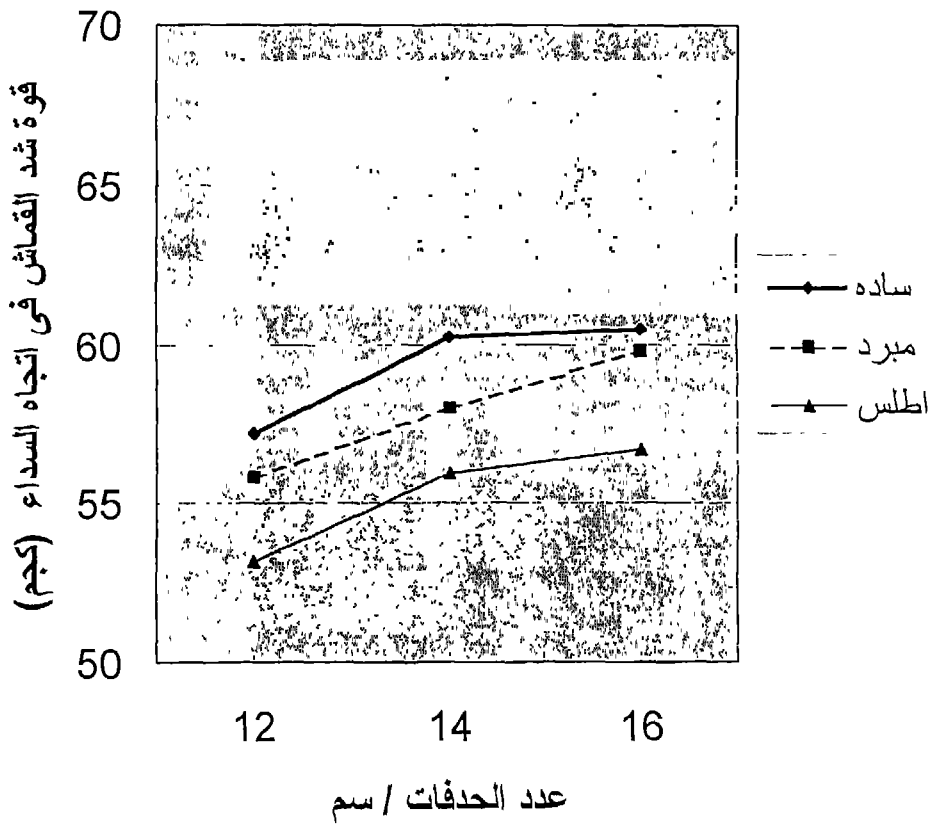 قوة شد القماش فى اتجاه السداء (كجم)
70
65
60
55
50
12 14 16
عدد الحدفات / سم
ساده
مبرد
اطلس